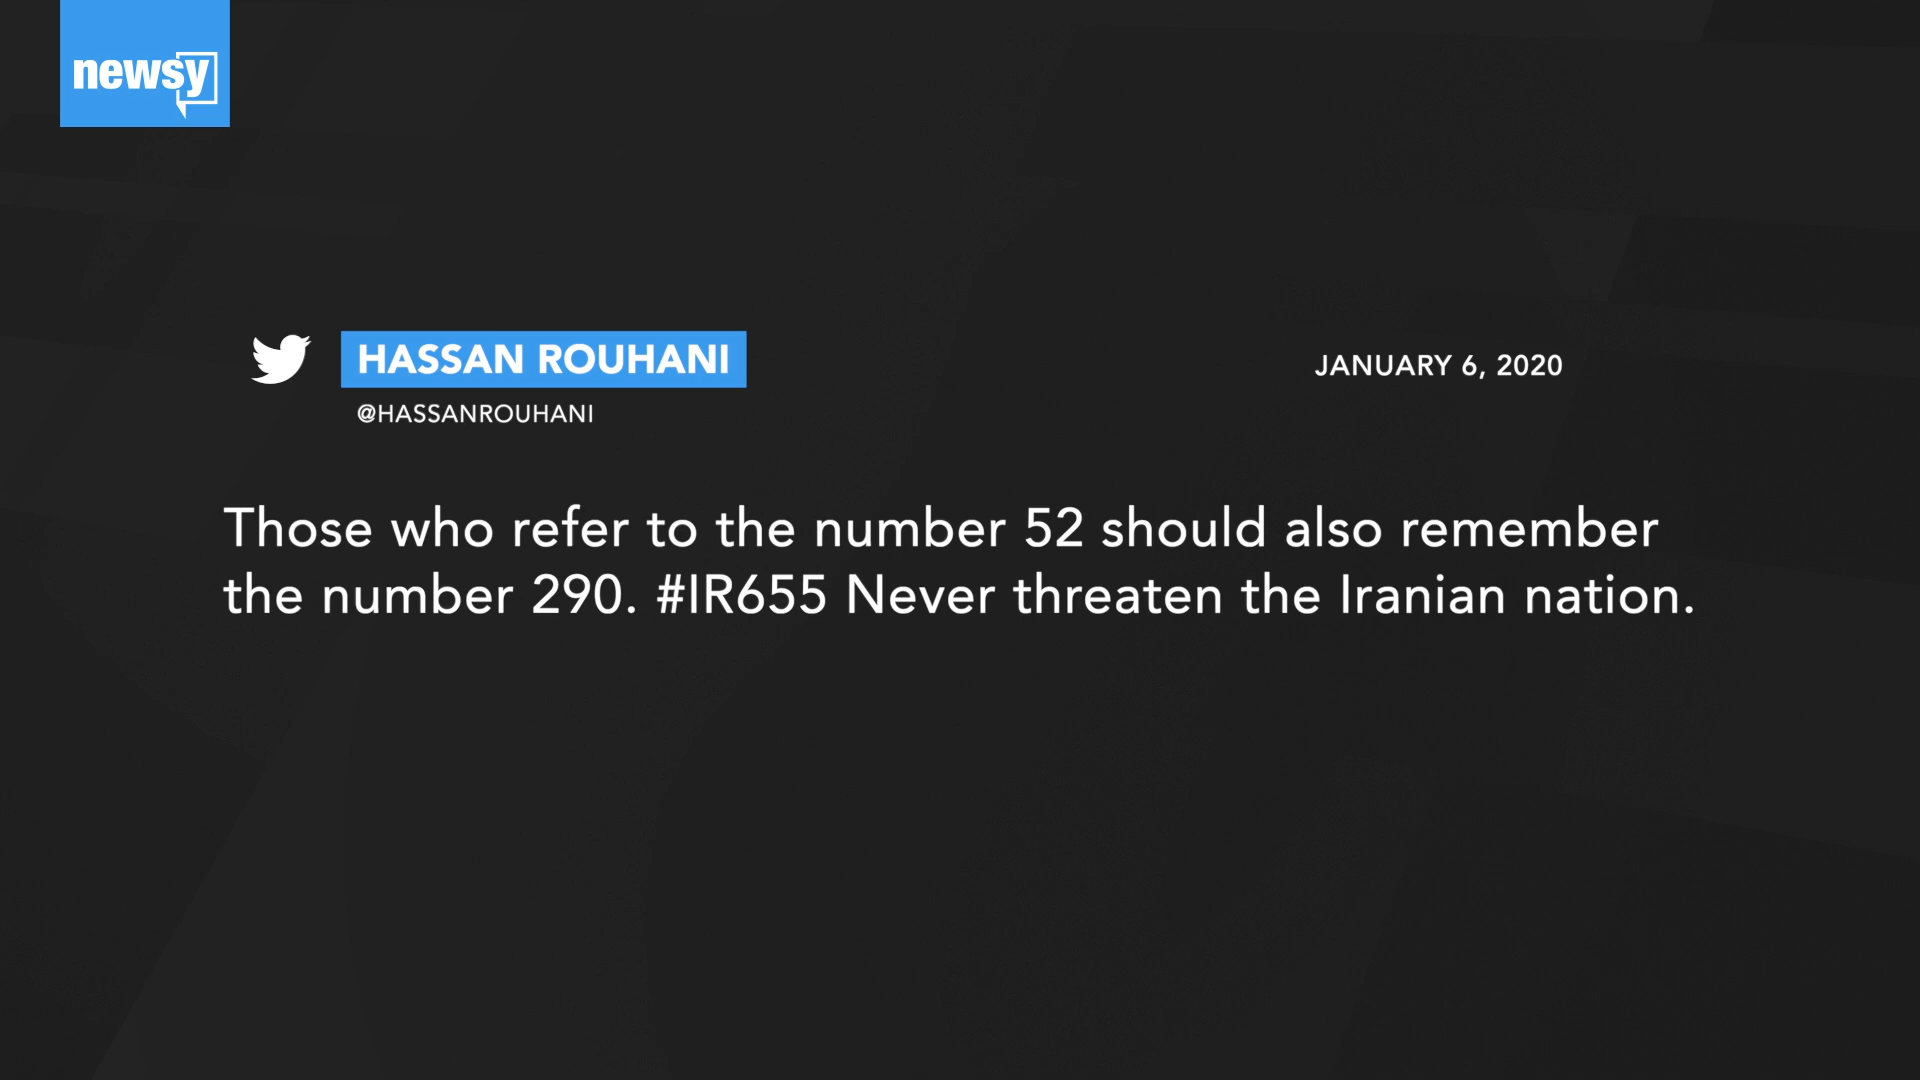 newsy
HASSAN ROUHANI
JANUARY 6, 2020
@HASSANROUHANI
Those who refer to the number 52 should also remember
the number 290. #IR655 Never threaten the Iranian nation.